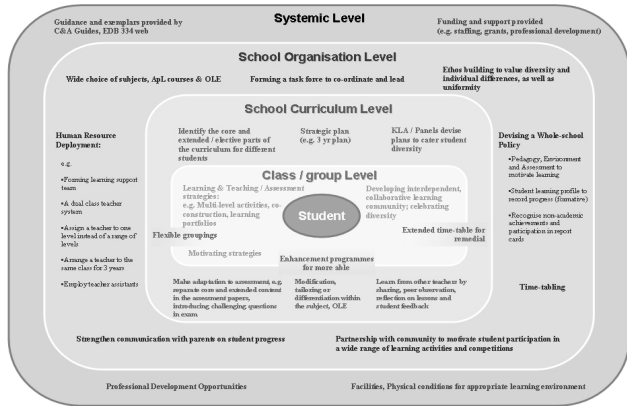 Systemic Level
Guidance and exemplars provided by
C&A Guides, EDB 334 web
Funding and support provided
(e.g. staffing, grants, professional development)
School Organisation Level
Wide choice of subjects, ApL courses & OLE
Forming a task force to co-ordinate and lead
Ethos building to value diversity and
individual differences, as well as
uniformity
School Curriculum Level
Human Resource
Deployment:
e.g.
•Forming learning support
team
•A dual class teacher
system
•Assign a teacher to one
level instead of a range of
levels
•Arrange a teacher to the
same class for 3 years
•Employ teacher assistants
Identify the core and
extended / elective parts of
the curriculum for different
students
Strategic plan
(e.g. 3 yr plan)
KLA / Panels devise
plans to cater student
diversity
Devising a Whole-school
Policy
•Pedagogy, Environment
and Assessment to
motivate learning
•Student learning profile to
record progress (formative)
•Recognise non-academic
achievements and
participation in report
cards
Time-tabling
Class / group Level
Learning & Teaching / Assessment
strategies:
e.g. Multi-level activities, co-
construction, learning
portfolios
Student
Developing interdependent,
collaborative learning
community; celebrating
diversity
Flexible groupings
Extended time-table for
remedial
Motivating strategies
Enhancement programmes
for more able
Make adaptation to assessment, e.g.
separate core and extended content
in the assessment papers,
introducing challenging questions
in exam
Modification,
tailoring or
differentiation within
the subject, OLE
Learn from other teachers by
sharing, peer observation,
reflection on lessons and
student feedback
Strengthen communication with parents on student progress
Partnership with community to motivate student participation in
a wide range of learning activities and competitions
Professional Development Opportunities
Facilities, Physical conditions for appropriate learning environment